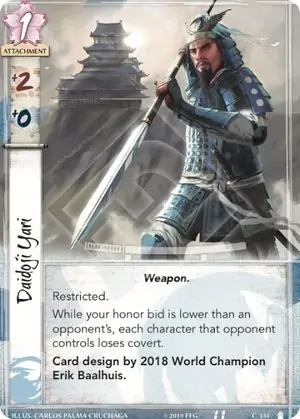 1
ATTACHMENT
+2
+0
Daidoji Yari
Weapon.
Restricted.
While your honor bid is lower than an
opponent's, each character that opponent
controls loses covert.
Card design by 2018 World Champion
Erik Baalhuis.
ILLUS: CARLOS PALMA CRUCHAGA
© 2019 FFG